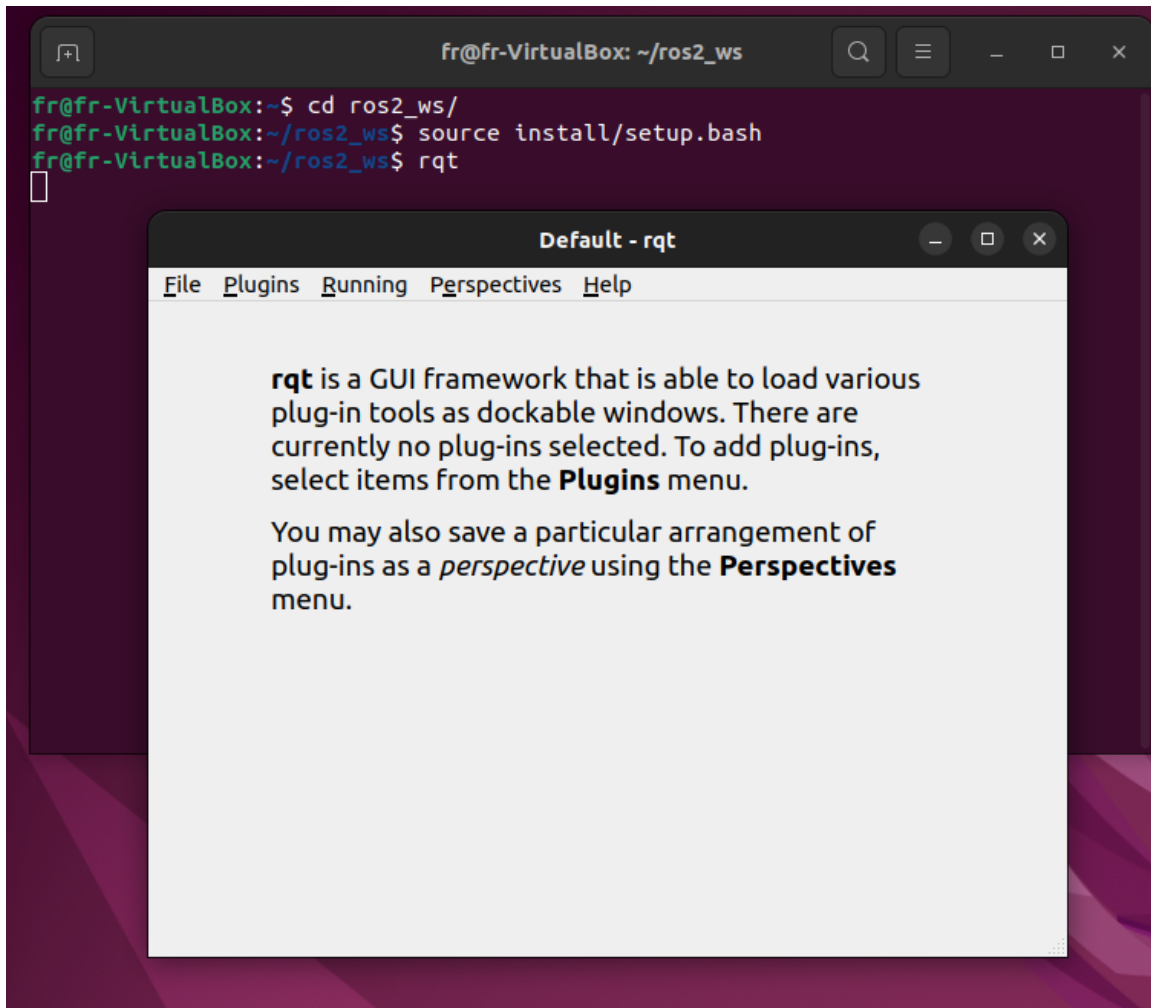 fr@fr-VirtualBox: ~/ros2_ws
fr@fr-VirtualBox:~$ cd ros2_ws/
fr@fr-VirtualBox:~/ros2_ws$ source install/setup.bash
fr@fr-VirtualBox:~/ros2_ws$ rqt
Default - rqt
File Plugins Running Perspectives Help
rqt is a GUI framework that is able to load various
plug-in tools as dockable windows. There are
currently no plug-ins selected. To add plug-ins,
select items from the Plugins menu.
You may also save a particular arrangement of
plug-ins as a perspective using the Perspectives
menu.